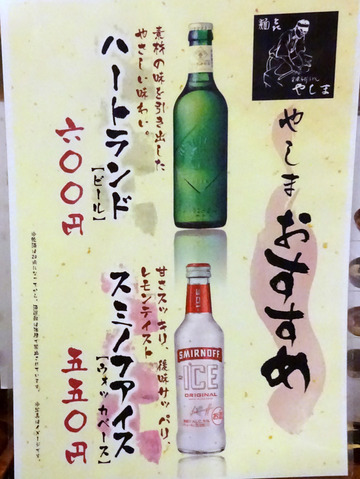 麺喜
やしま
やしまおすすめ
素材の味を引き出した
やさしい味わい。
ハートランド
【ビール】
六〇〇円
SMIRNOFF
ICE
ORIGINAL
甘さスッキリ、後味サッパリ、
レモンテイスト
スミノフアイス
【ウォッカベース】
五五〇円